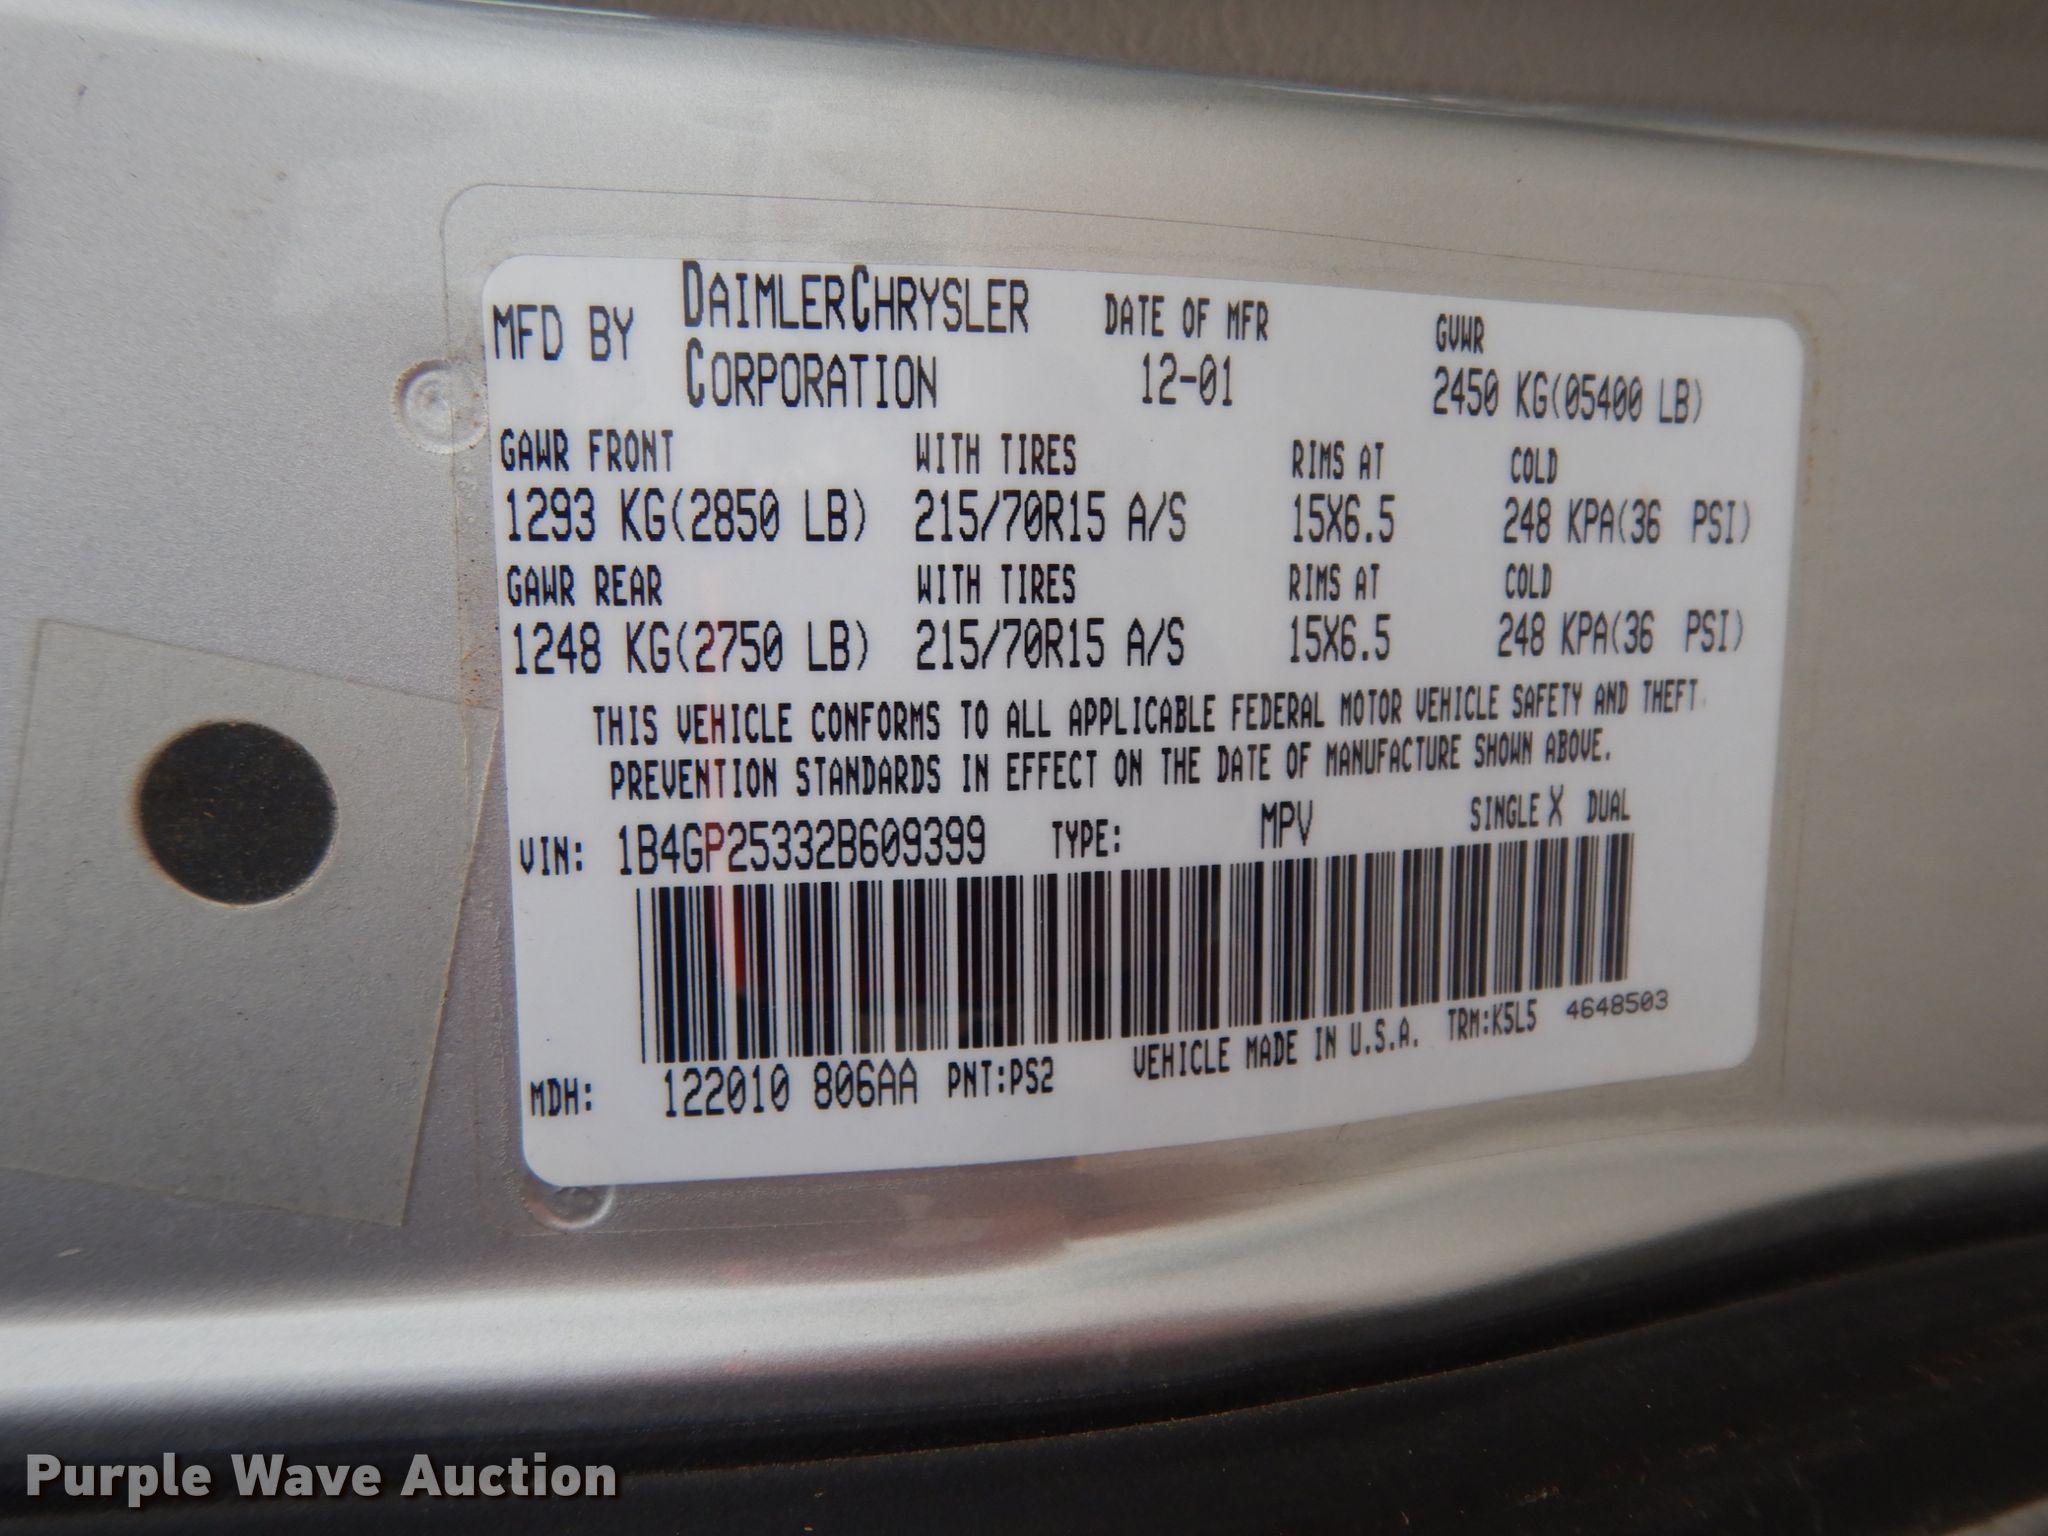 MFD BY DAIMLERCHRYSLER CORPORATION
DATE OF MFR 12-01
GVWR 2450 KG(05400 LB)
GAWR FRONT WITH TIRES RIMS AT COLD
1293 KG(2850 LB) 215/70R15 A/S 15X6.5 248 KPA(36 PSI)
GAWR REAR WITH TIRES RIMS AT COLD
1248 KG(2750 LB) 215/70R15 A/S 15X6.5 248 KPA(36 PSI)
THIS VEHICLE CONFORMS TO ALL APPLICABLE FEDERAL MOTOR VEHICLE SAFETY AND THEFT
PREVENTION STANDARDS IN EFFECT ON THE DATE OF MANUFACTURE SHOWN ABOVE.
VIN: 1B4GP25332B609399 TYPE: MPV SINGLE X DUAL
MDH: 122010 806AA PNT:PS2 VEHICLE MADE IN U.S.A. TRM:K5L5 4648503
Purple Wave Auction